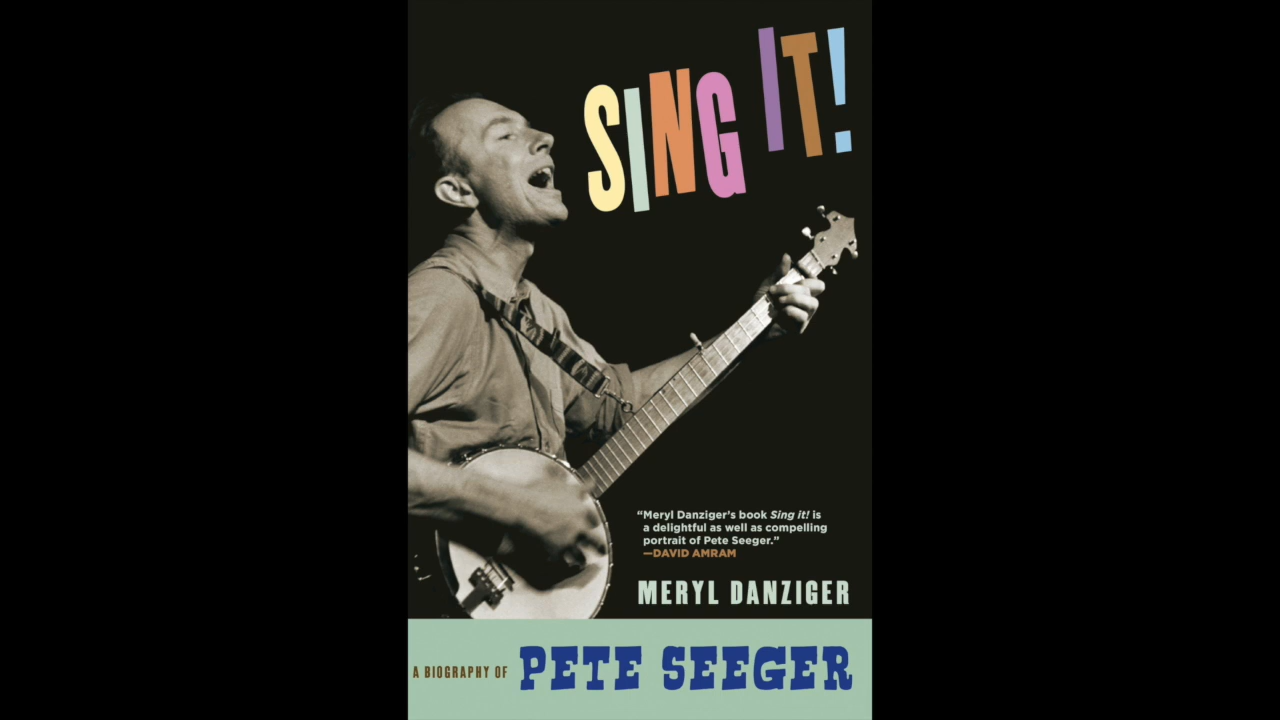 SING IT!
“Meryl Danziger’s book Sing it! is
a delightful as well as compelling
portrait of Pete Seeger.”
—DAVID AMRAM
MERYL DANZIGER
A BIOGRAPHY OF PETE SEEGER